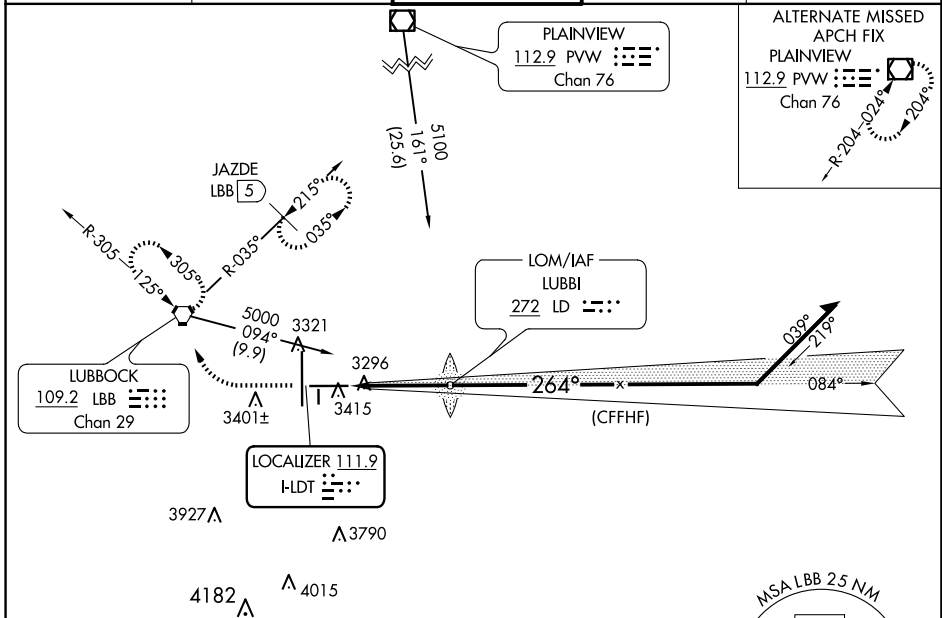 PLAINVIEW
112.9 PVW
Chan 76
ALTERNATE MISSED
APCH FIX
PLAINVIEW
112.9 PVW
Chan 76
R-204
024°
204°
5100
161°
(25.6)
JAZDE
LBB 5
215°
035°
R-035°
R-305
125°
305°
5000
094°
(9.9)
3321
LOM/IAF
LUBBI
272 LD
039°
219°
LUBBOCK
109.2 LBB
Chan 29
3296
3415
3401±
264°
x
084°
(CFFHF)
LOCALIZER 111.9
I-LDT
3927
3790
4015
4182
MSA LBB 25 NM